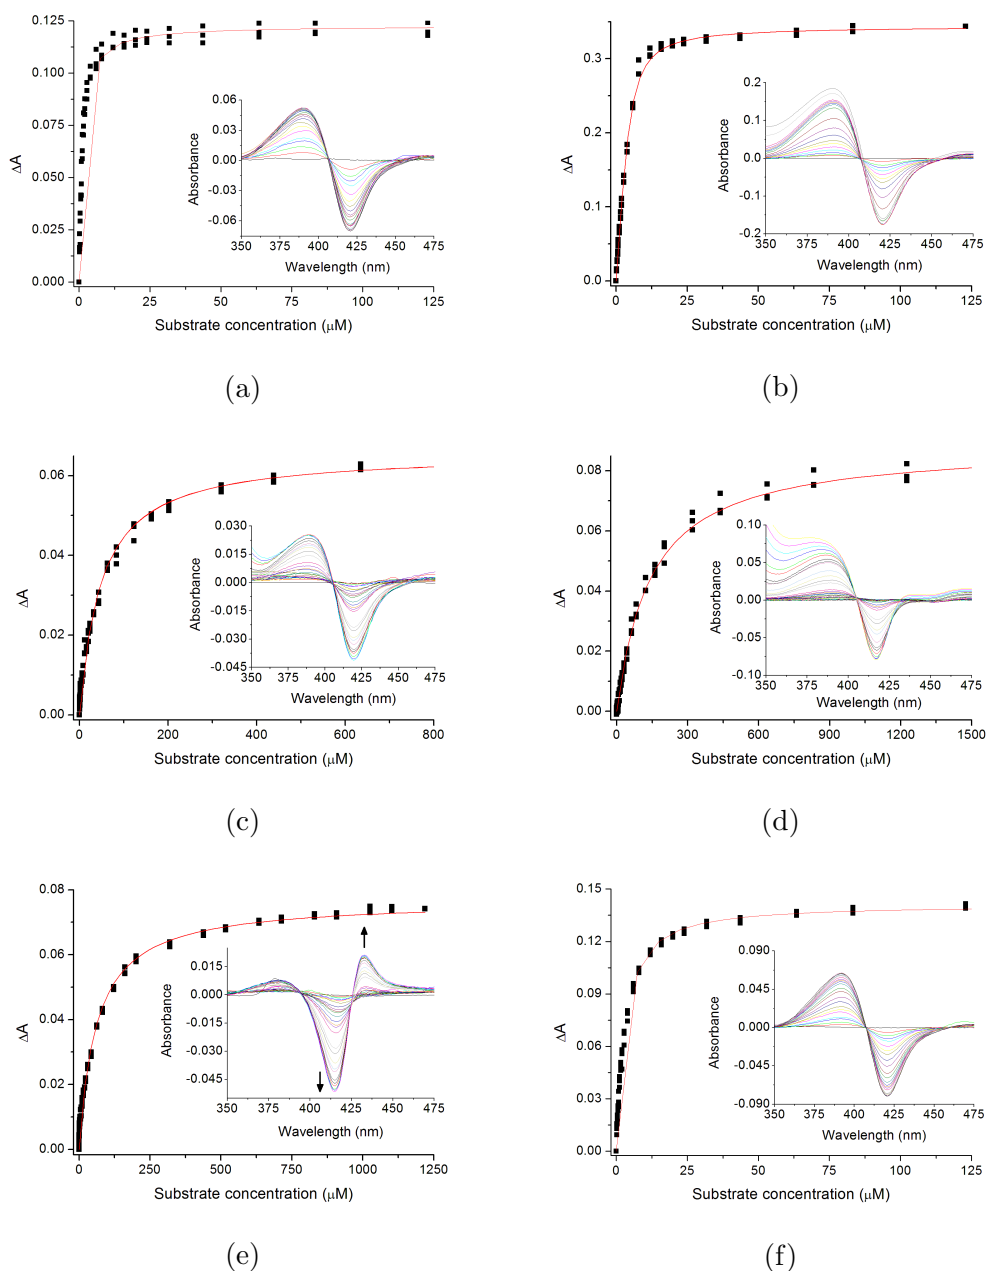 0.125
0.100
0.075
0.050
0.025
0.000
ΔA
0 25 50 75 100 125
Substrate concentration (μM)
0.06
0.03
0.00
-0.03
-0.06
Absorbance
350 375 400 425 450 475
Wavelength (nm)
(a)
0.3
0.2
0.1
0.0
ΔA
0 25 50 75 100 125
Substrate concentration (μM)
0.2
0.1
0.0
-0.1
-0.2
Absorbance
350 375 400 425 450 475
Wavelength (nm)
(b)
0.06
0.04
0.02
0.00
ΔA
0 200 400 600 800
Substrate concentration (μM)
0.030
0.015
0.000
-0.015
-0.030
-0.045
Absorbance
350 375 400 425 450 475
Wavelength (nm)
(c)
0.08
0.06
0.04
0.02
0.00
ΔA
0 300 600 900 1200 1500
Substrate concentration (μM)
0.10
0.05
0.00
-0.05
-0.10
Absorbance
350 375 400 425 450 475
Wavelength (nm)
(d)
0.08
0.06
0.04
0.02
0.00
ΔA
0 250 500 750 1000 1250
Substrate concentration (μM)
0.015
0.000
-0.015
-0.030
-0.045
Absorbance
350 375 400 425 450 475
Wavelength (nm)
(e)
0.15
0.12
0.09
0.06
0.03
0.00
ΔA
0 25 50 75 100 125
Substrate concentration (μM)
0.090
0.045
0.000
-0.045
-0.090
Absorbance
350 375 400 425 450 475
Wavelength (nm)
(f)